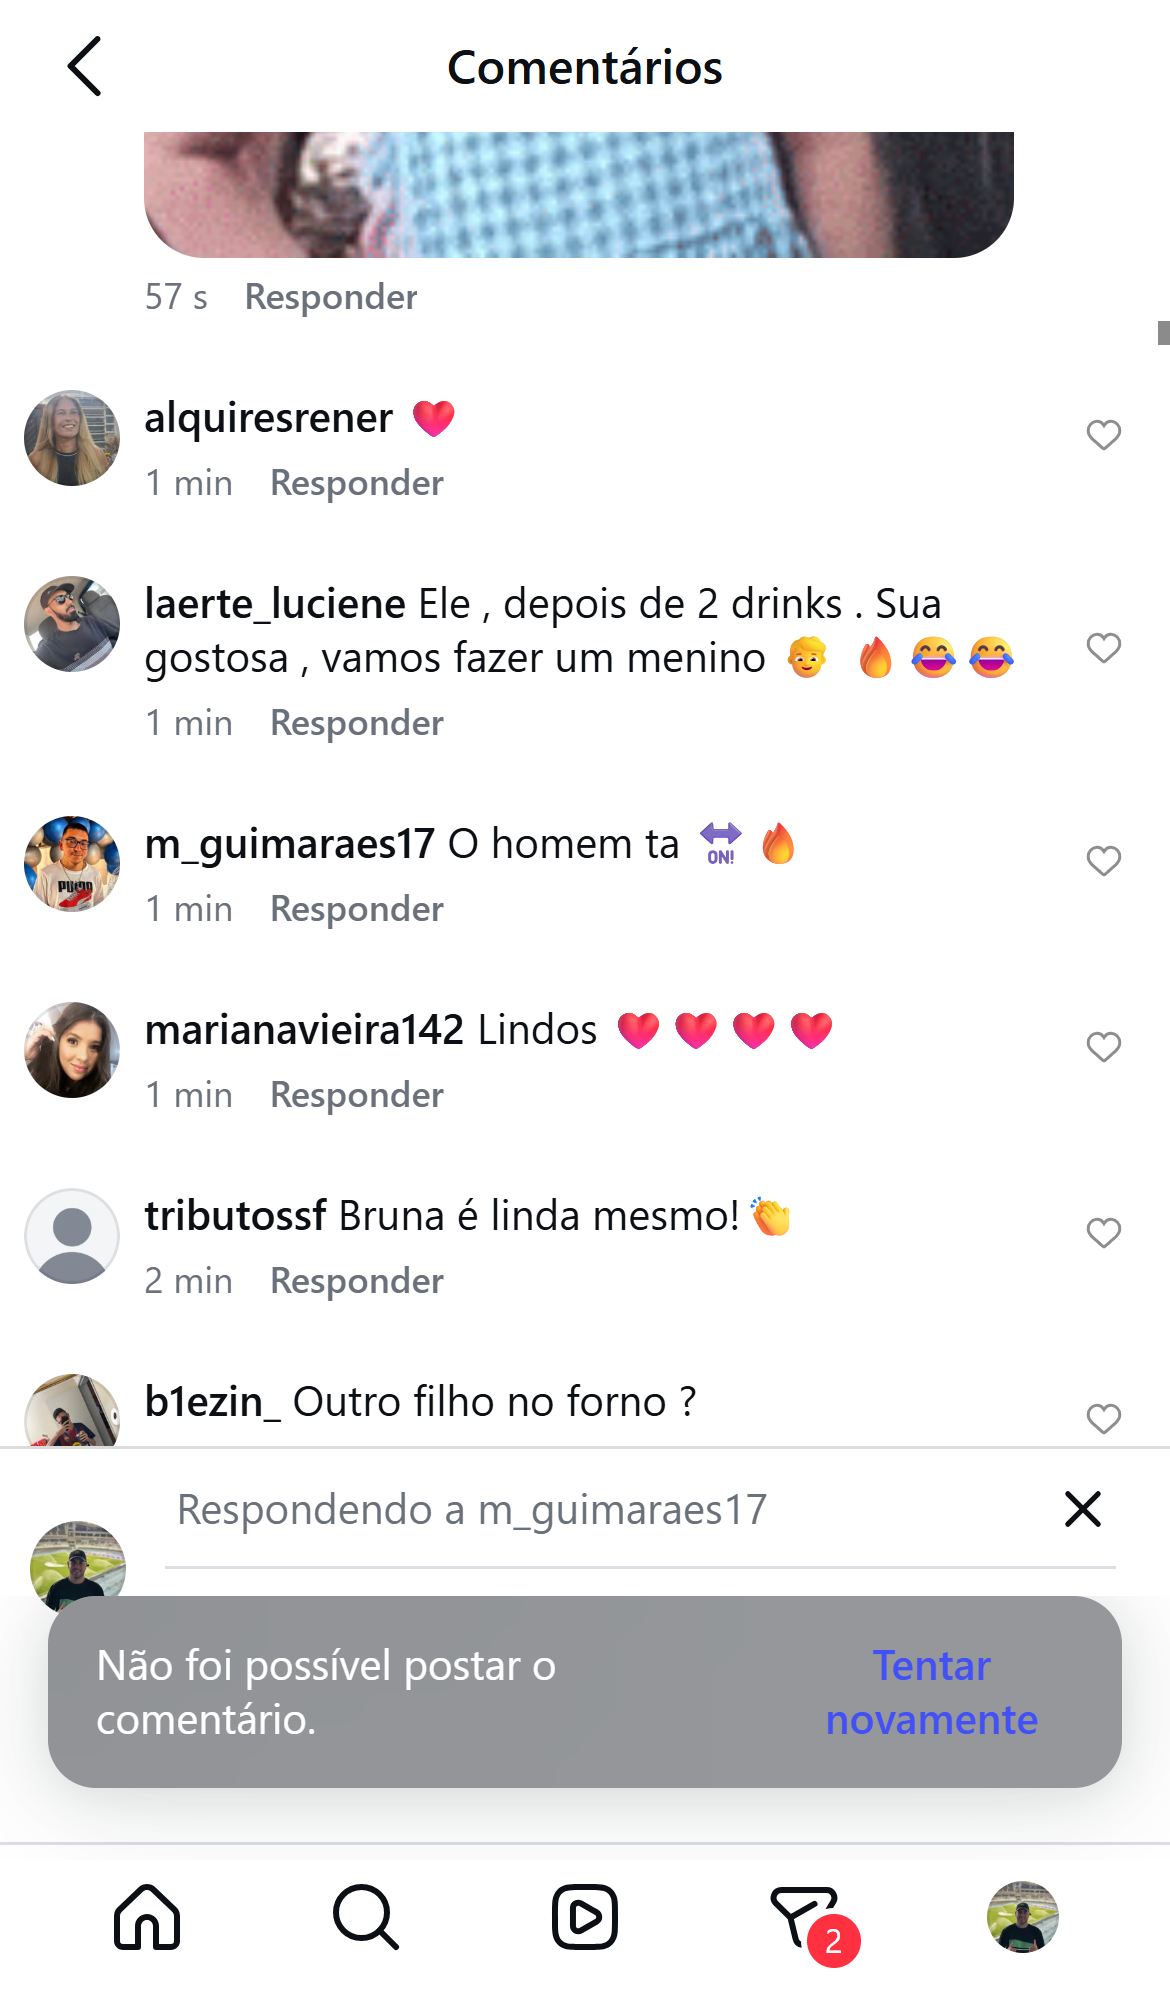 Comentários
57 s Responder
alquiresrener ❤️
1 min Responder
laerte_luciene Ele , depois de 2 drinks . Sua
gostosa , vamos fazer um menino 👦 🔥😂😂
1 min Responder
m_guimaraes17 O homem ta 🔛🔥
1 min Responder
marianavieira142 Lindos ❤️❤️❤️❤️
1 min Responder
tributossf Bruna é linda mesmo!👏
2 min Responder
b1ezin_ Outro filho no forno ?
Respondendo a m_guimaraes17
Não foi possível postar o
comentário.
Tentar
novamente
2